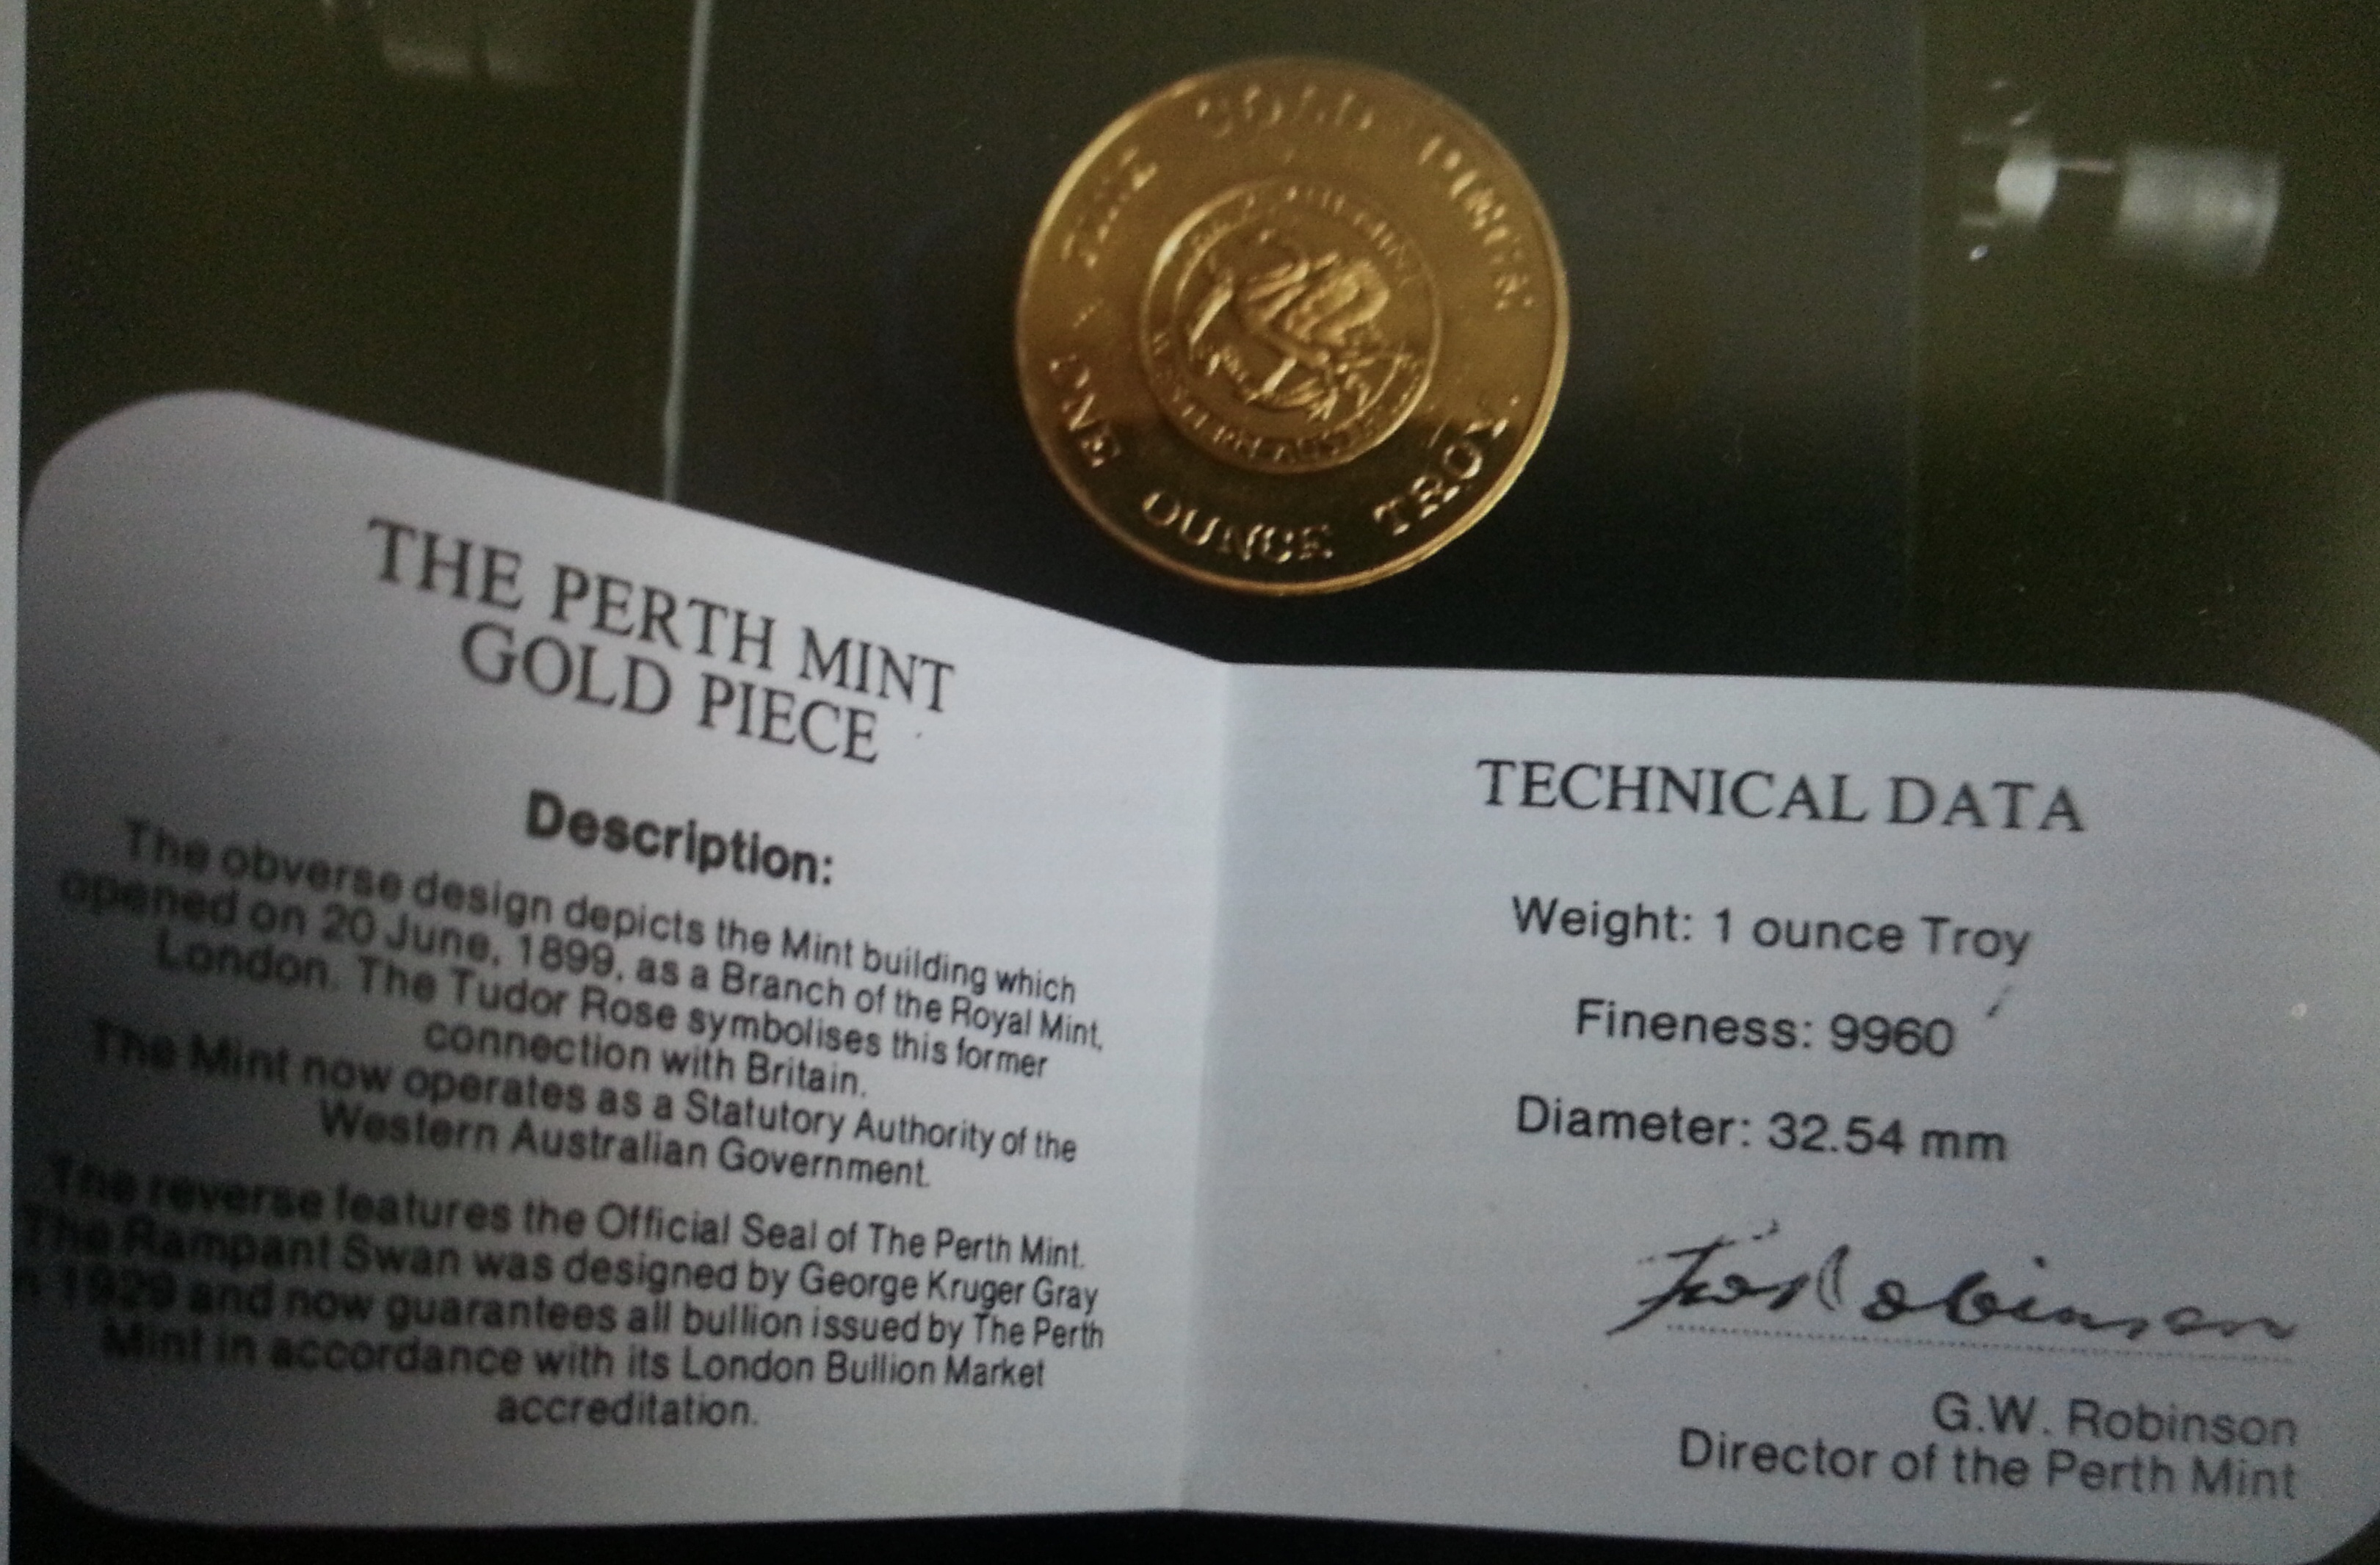 THE GOLD PIECE
ONE OUNCE TROY
THE PERTH MINT
GOLD PIECE
Description:
The obverse design depicts the Mint building which
opened on 20 June, 1899, as a Branch of the Royal Mint,
London. The Tudor Rose symbolises this former
connection with Britain.
The Mint now operates as a Statutory Authority of the
Western Australian Government.
The reverse features the Official Seal of The Perth Mint.
The Rampant Swan was designed by George Kruger Gray
1929 and now guarantees all bullion issued by The Perth
Mint in accordance with its London Bullion Market
accreditation.
TECHNICAL DATA
Weight: 1 ounce Troy
Fineness: 9960
Diameter: 32.54 mm
Robinson
G.W. Robinson
Director of the Perth Mint